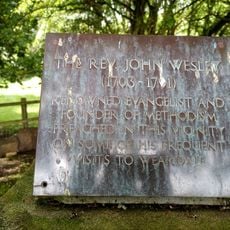 THE REV. JOHN WESLEY
(1703-1791)
RENOWNED EVANGELIST AND
FOUNDER OF METHODISM
PREACHED IN THIS VICINITY
ON SOME OF HIS FREQUENT
VISITS TO WEARDALE